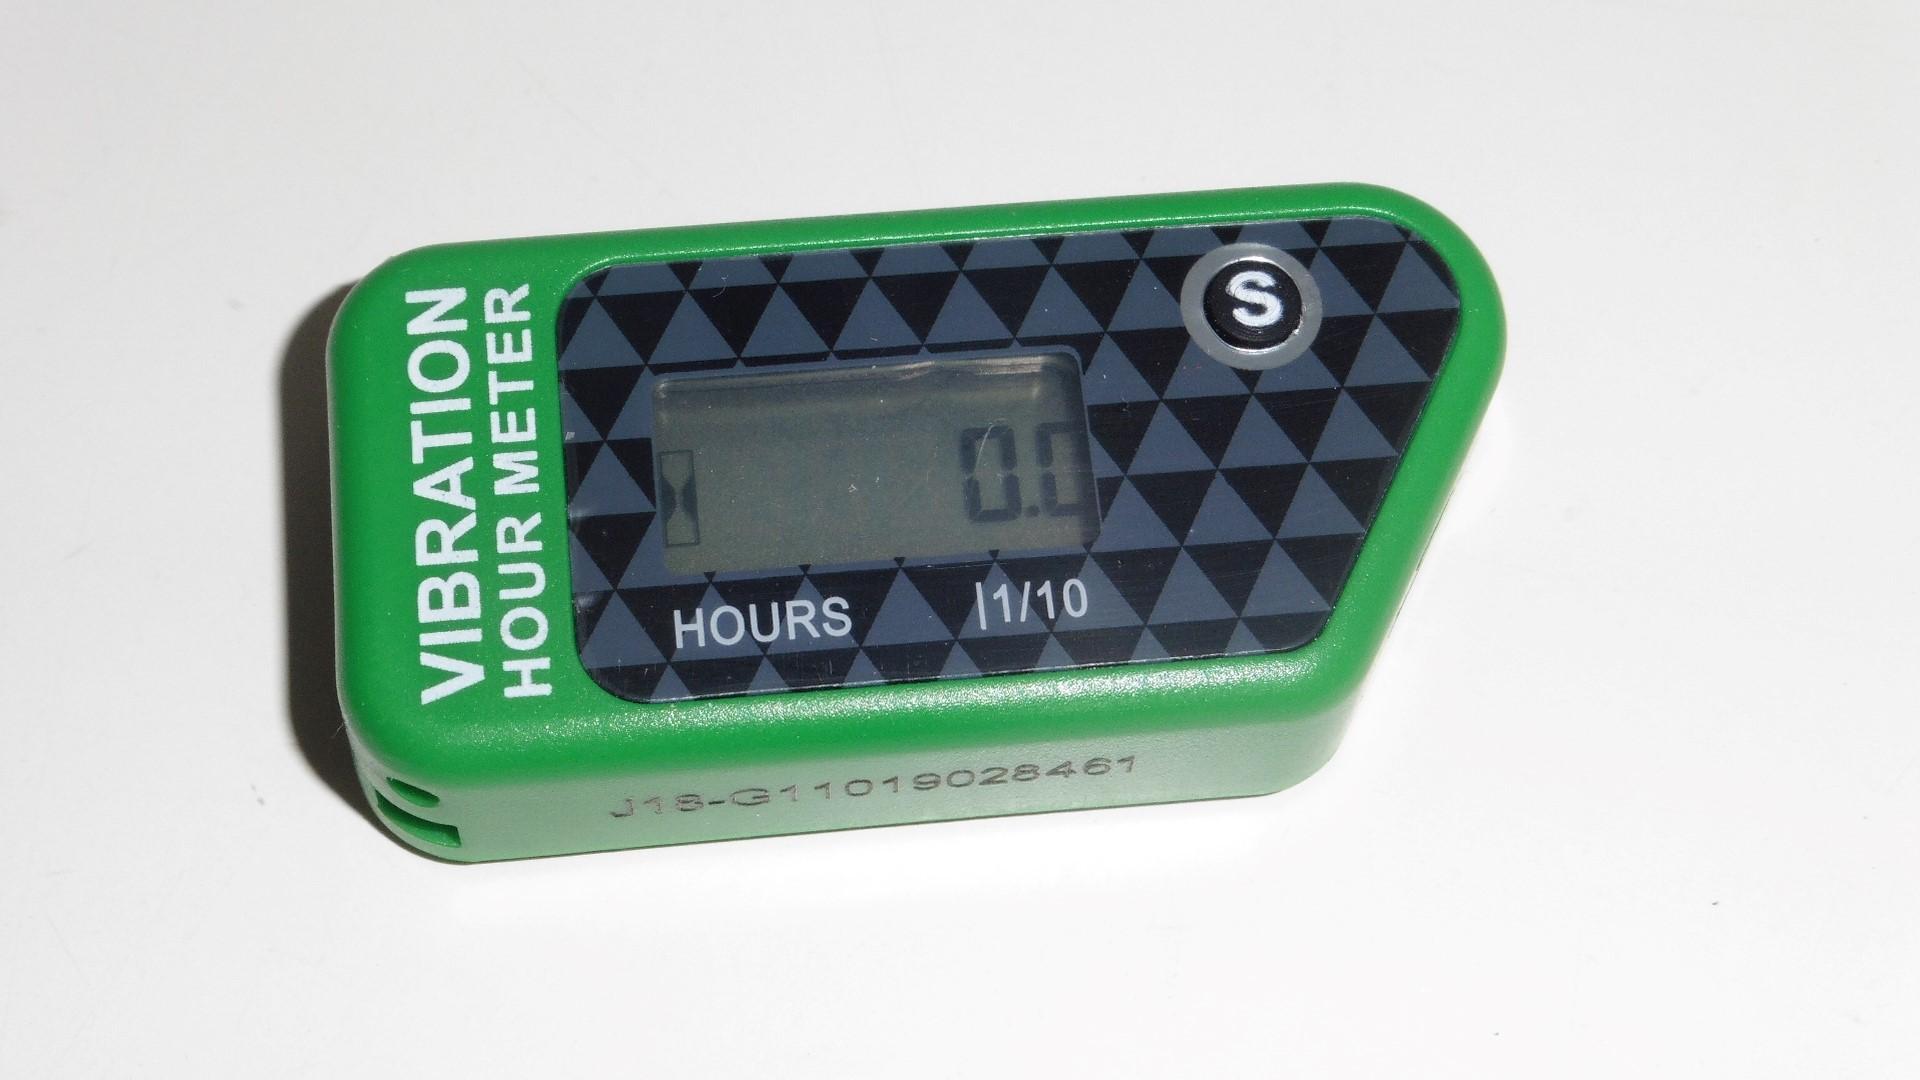 VIBRATION
HOUR METER
S
0.0
HOURS |1/10
J18-G11019028461